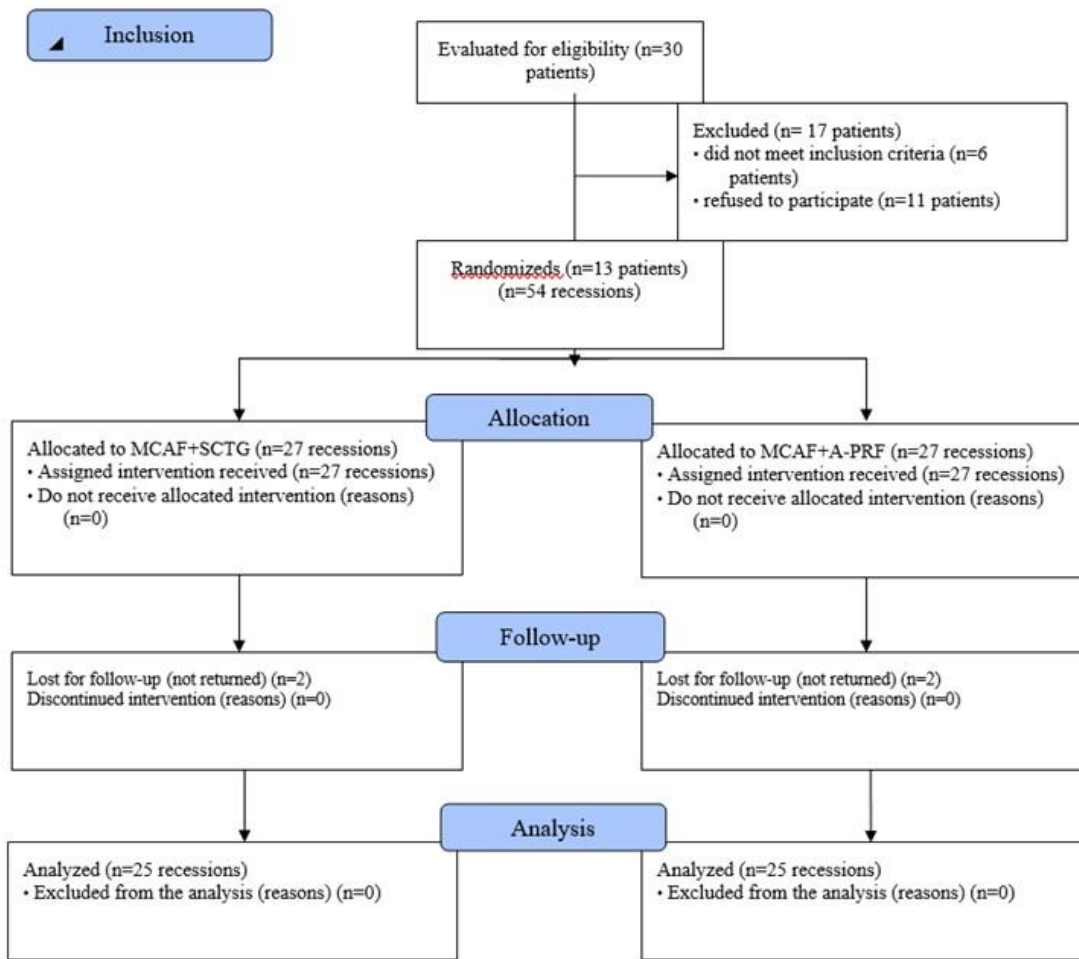 Inclusion
Evaluated for eligibility (n=30
patients)
Excluded (n= 17 patients)
• did not meet inclusion criteria (n=6
patients)
• refused to participate (n=11 patients)
Randomizeds (n=13 patients)
(n=54 recessions)
Allocation
Allocated to MCAF+SCTG (n=27 recessions)
• Assigned intervention received (n=27 recessions)
• Do not receive allocated intervention (reasons)
(n=0)
Allocated to MCAF+A-PRF (n=27 recessions)
• Assigned intervention received (n=27 recessions)
• Do not receive allocated intervention (reasons)
(n=0)
Follow-up
Lost for follow-up (not returned) (n=2)
Discontinued intervention (reasons) (n=0)
Lost for follow-up (not returned) (n=2)
Discontinued intervention (reasons) (n=0)
Analysis
Analyzed (n=25 recessions)
• Excluded from the analysis (reasons) (n=0)
Analyzed (n=25 recessions)
• Excluded from the analysis (reasons) (n=0)